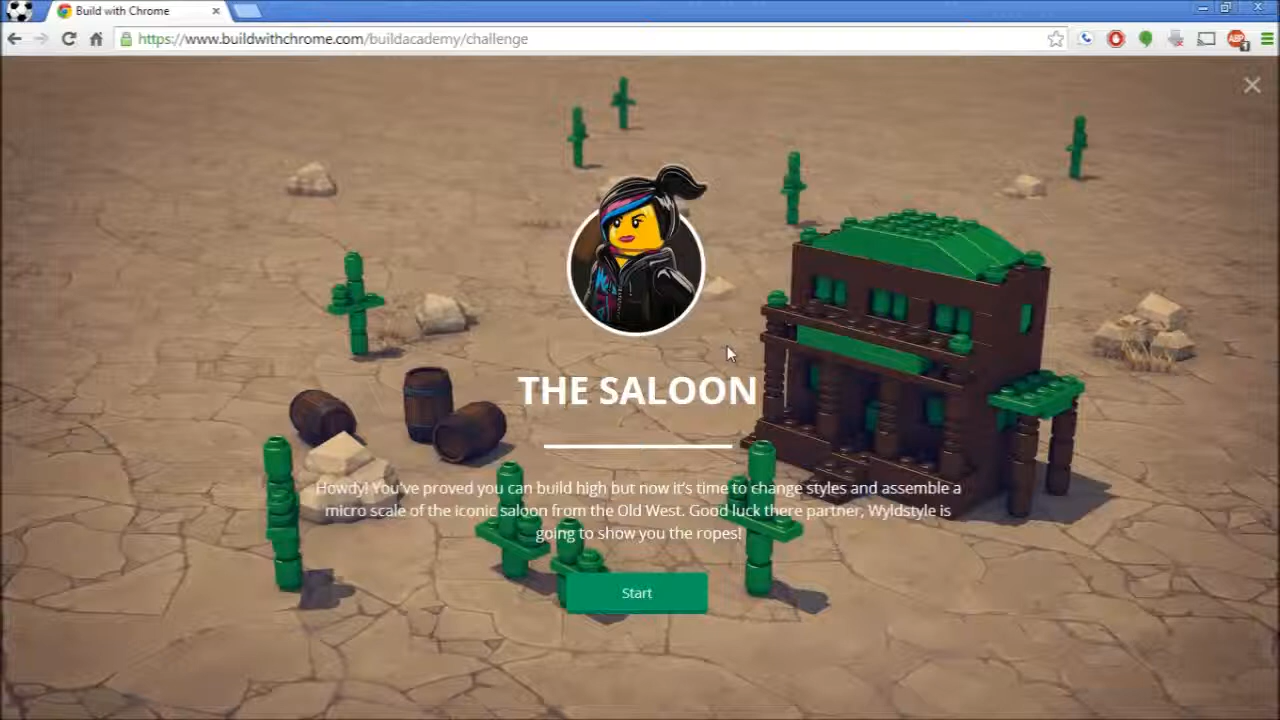 Build with Chrome
https://www.buildwithchrome.com/buildacademy/challenge
ABP
1
THE SALOON
Howdy! You've proved you can build high but now it's time to change styles and assemble a
micro scale of the iconic saloon from the Old West. Good luck there partner, Wyldstyle is
going to show you the ropes!
Start